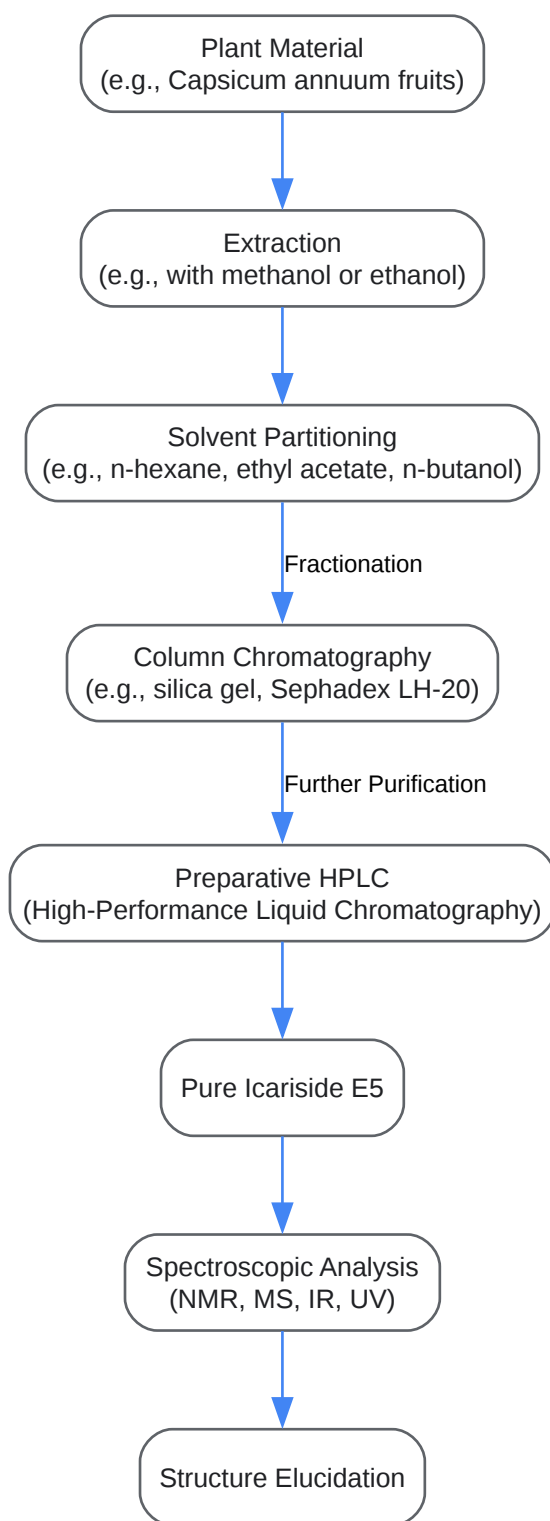 Plant Material
(e.g., Capsicum annuum fruits)
Extraction
(e.g., with methanol or ethanol)
Solvent Partitioning
(e.g., n-hexane, ethyl acetate, n-butanol)
Fractionation
Column Chromatography
(e.g., silica gel, Sephadex LH-20)
Further Purification
Preparative HPLC
(High-Performance Liquid Chromatography)
Pure Icariside E5
Spectroscopic Analysis
(NMR, MS, IR, UV)
Structure Elucidation